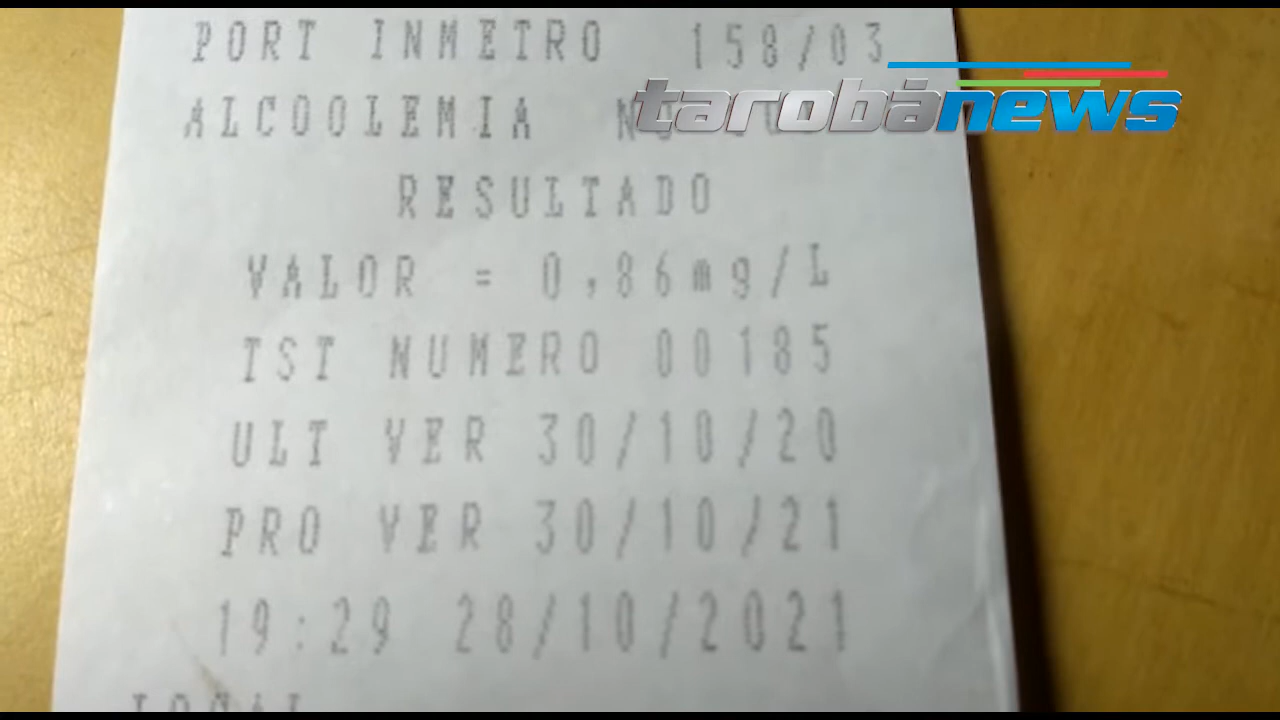 PORT INMETRO 158/03
tarobánews
ALCOOLEMIA
RESULTADO
VALOR = 0,86mg/L
TST NUMERO 00185
ULT VER 30/10/20
PRO VER 30/10/21
19:29 28/10/2021
LOCAL